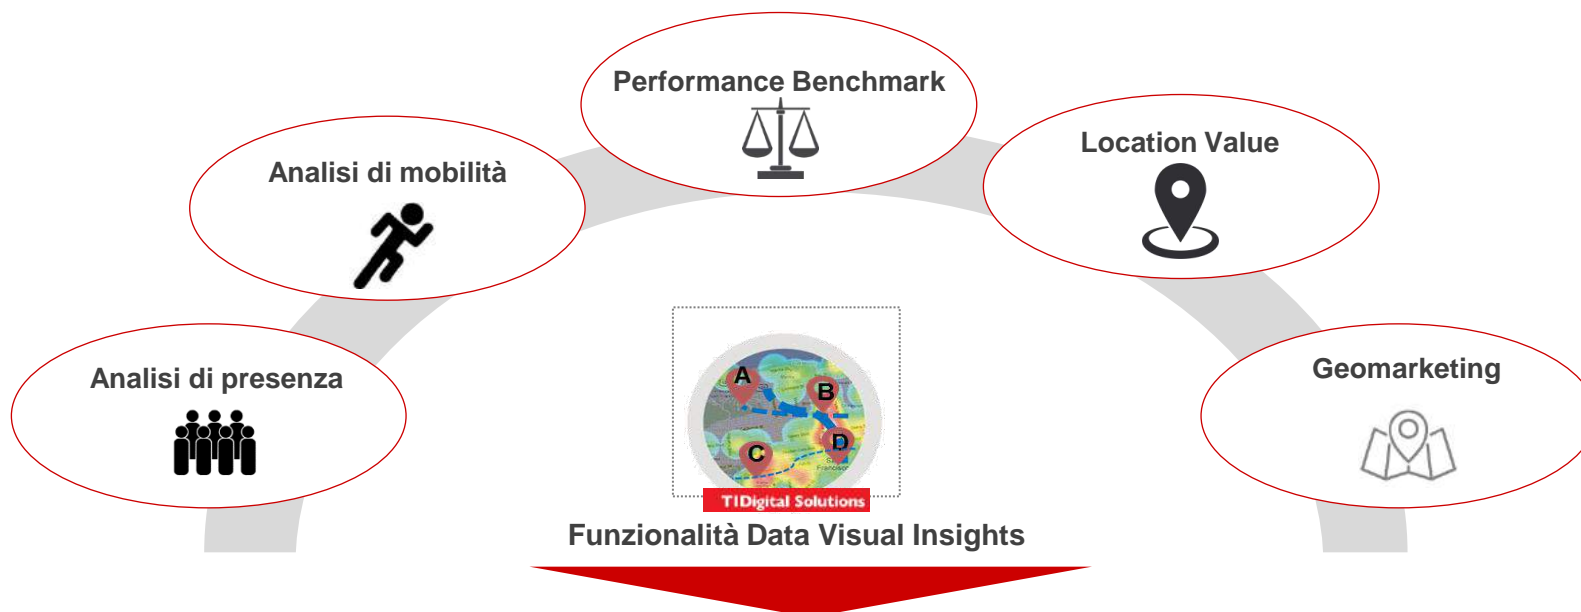 Performance Benchmark
Location Value
Analisi di mobilità
Geomarketing
Analisi di presenza
A
B
D
C
TIDigital Solutions
Funzionalità Data Visual Insights